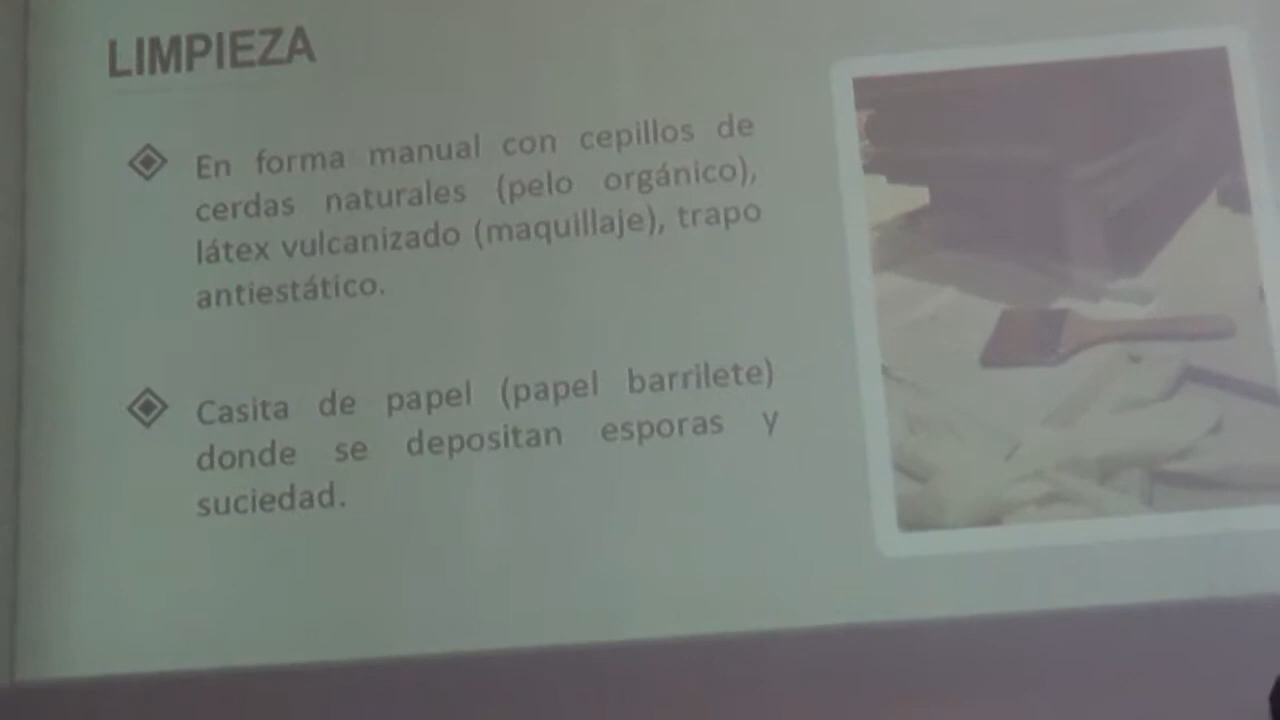 LIMPIEZA
En forma manual con cepillos de
cerdas naturales (pelo orgánico),
látex vulcanizado (maquillaje), trapo
antiestático.
Casita de papel (papel barrilete)
donde se depositan esporas y
suciedad.